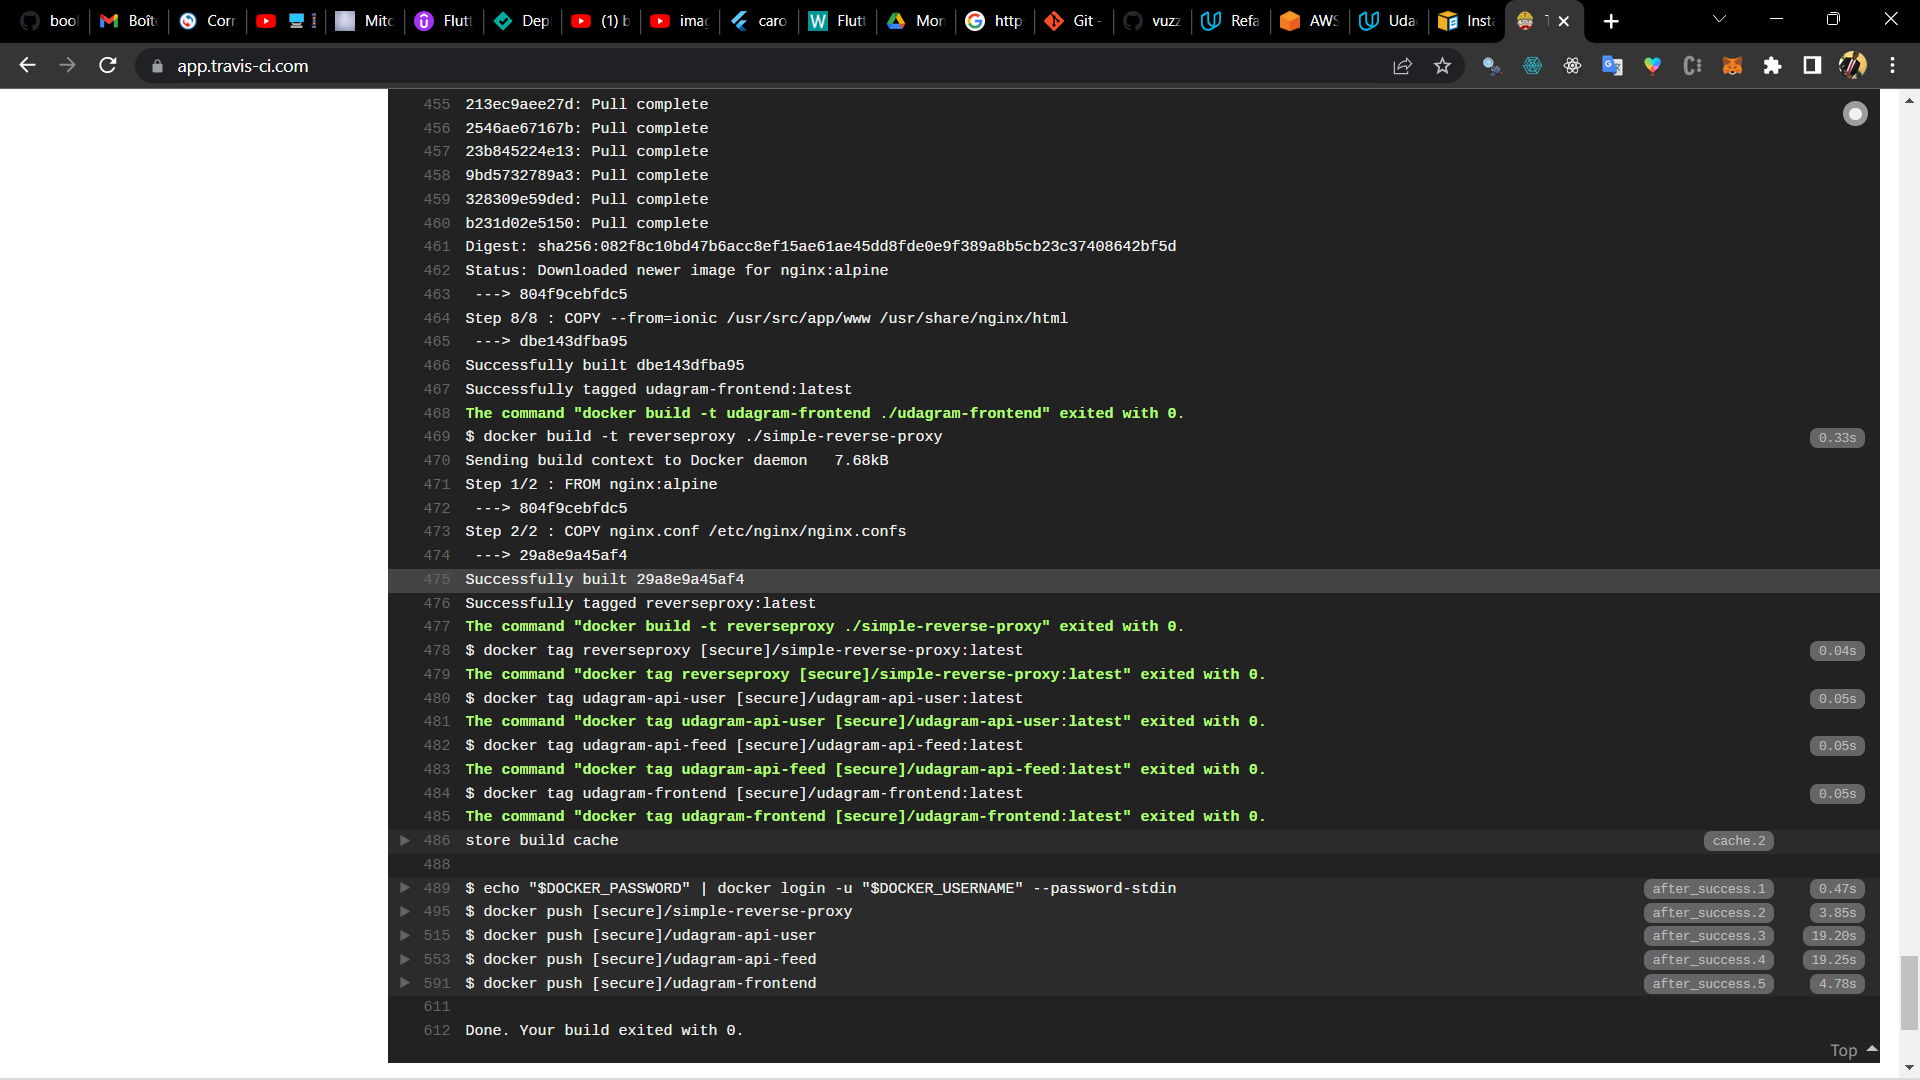 bool
Boîte
Corr
Mitc
Flutt
Depl
(1) b
imag
caro
Flutt
Mon
http
Git -
vuzz
Refa
AWS
Uda
Insta
app.travis-ci.com
455 213ec9aee27d: Pull complete
456 2546ae67167b: Pull complete
457 23b845224e13: Pull complete
458 9bd5732789a3: Pull complete
459 328309e59ded: Pull complete
460 b231d02e5150: Pull complete
461 Digest: sha256:082f8c10bd47b6acc8ef15ae61ae45dd8fde0e9f389a8b5cb23c37408642bf5d
462 Status: Downloaded newer image for nginx:alpine
463 ---> 804f9cebfdc5
464 Step 8/8 : COPY --from=ionic /usr/src/app/www /usr/share/nginx/html
465 ---> dbe143dfba95
466 Successfully built dbe143dfba95
467 Successfully tagged udagram-frontend:latest
468 The command "docker build -t udagram-frontend ./udagram-frontend" exited with 0.
469 $ docker build -t reverseproxy ./simple-reverse-proxy 0.33s
470 Sending build context to Docker daemon 7.68kB
471 Step 1/2 : FROM nginx:alpine
472 ---> 804f9cebfdc5
473 Step 2/2 : COPY nginx.conf /etc/nginx/nginx.confs
474 ---> 29a8e9a45af4
475 Successfully built 29a8e9a45af4
476 Successfully tagged reverseproxy:latest
477 The command "docker build -t reverseproxy ./simple-reverse-proxy" exited with 0.
478 $ docker tag reverseproxy [secure]/simple-reverse-proxy:latest 0.04s
479 The command "docker tag reverseproxy [secure]/simple-reverse-proxy:latest" exited with 0.
480 $ docker tag udagram-api-user [secure]/udagram-api-user:latest 0.05s
481 The command "docker tag udagram-api-user [secure]/udagram-api-user:latest" exited with 0.
482 $ docker tag udagram-api-feed [secure]/udagram-api-feed:latest 0.05s
483 The command "docker tag udagram-api-feed [secure]/udagram-api-feed:latest" exited with 0.
484 $ docker tag udagram-frontend [secure]/udagram-frontend:latest 0.05s
485 The command "docker tag udagram-frontend [secure]/udagram-frontend:latest" exited with 0.
486 store build cache cache.2
488
489 $ echo "$DOCKER_PASSWORD" | docker login -u "$DOCKER_USERNAME" --password-stdin after_success.1 0.47s
495 $ docker push [secure]/simple-reverse-proxy after_success.2 3.85s
515 $ docker push [secure]/udagram-api-user after_success.3 19.20s
553 $ docker push [secure]/udagram-api-feed after_success.4 19.25s
591 $ docker push [secure]/udagram-frontend after_success.5 4.78s
611
612 Done. Your build exited with 0.
Top